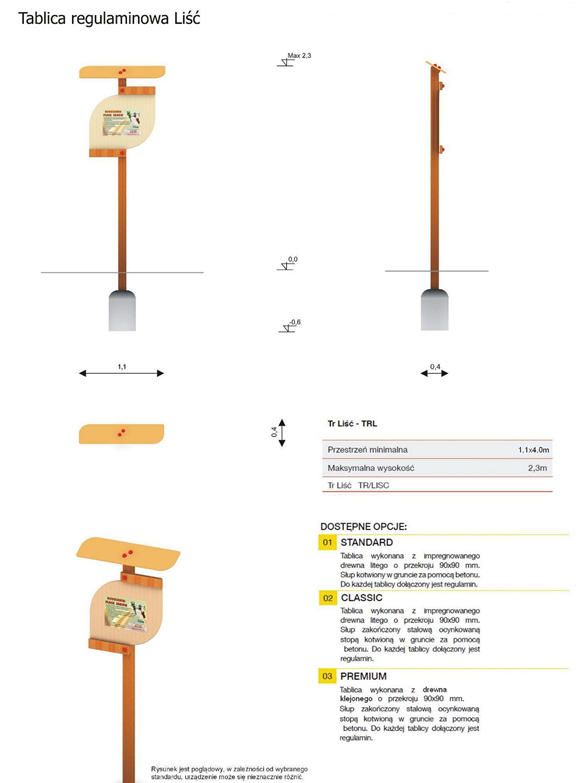 Tablica regulaminowa Liść
Max 2,3
0,0
-0,6
1,1
0,4
0,4
Tr Liść - TRL
Przestrzeń minimalna 1,1x4,0m
Maksymalna wysokość 2,3m
Tr Liść TR/LISC
DOSTĘPNE OPCJE:
01 STANDARD
Tablica wykonana z impregnowanego
drewna litego o przekroju 90x90 mm.
Słup kotwiony w gruncie za pomocą betonu.
Do każdej tablicy dołączony jest regulamin.
02 CLASSIC
Tablica wykonana z impregnowanego
drewna litego o przekroju 90x90 mm.
Słup zakończony stalową ocynkowaną
stopą kotwioną w gruncie za pomocą
betonu. Do każdej tablicy dołączony jest
regulamin.
03 PREMIUM
Tablica wykonana z drewna
klejonego o przekroju 90x90 mm.
Słup zakończony stalową ocynkowaną
stopą kotwioną w gruncie za pomocą
betonu. Do każdej tablicy dołączony jest
regulamin.
Rysunek jest poglądowy, w zależności od wybranego
standardu, urządzenie może się nieznacznie różnić.